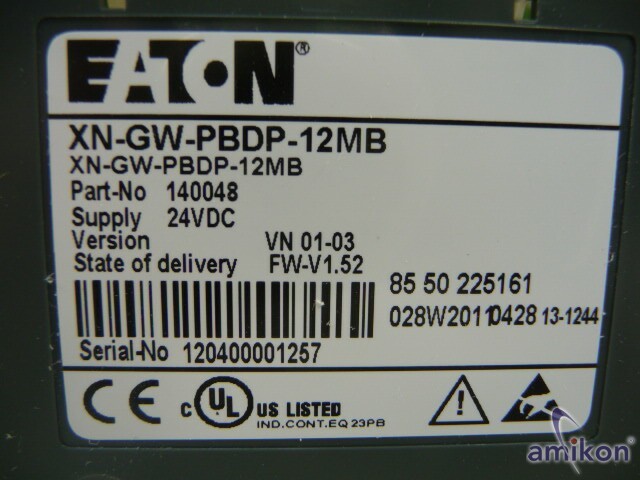 EATON®
XN-GW-PBDP-12MB
XN-GW-PBDP-12MB
Part-No 140048
Supply 24VDC
Version VN 01-03
State of delivery FW-V1.52
85 50 225161
028W20110428 13-1244
Serial-No 120400001257
CE c UL® US LISTED
IND.CONT.EQ 23PB
amikon